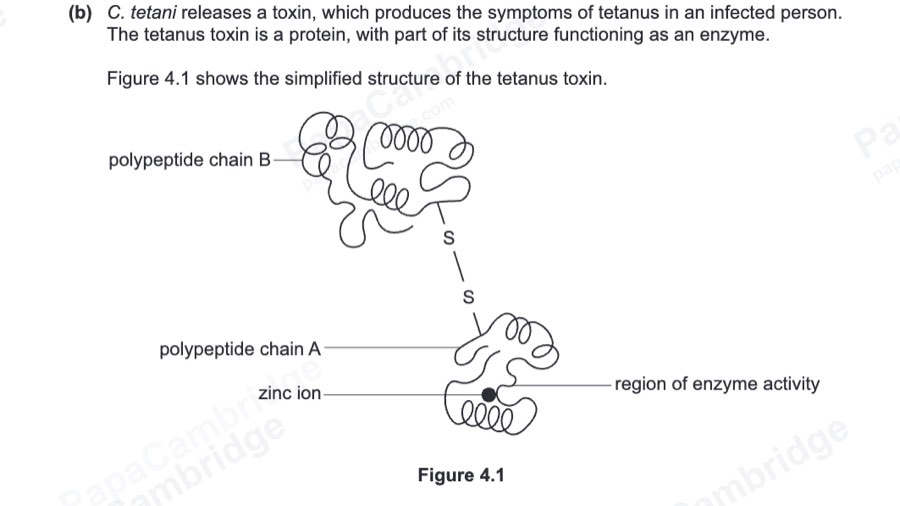 (b) C. tetani releases a toxin, which produces the symptoms of tetanus in an infected person.
The tetanus toxin is a protein, with part of its structure functioning as an enzyme.
Figure 4.1 shows the simplified structure of the tetanus toxin.
polypeptide chain B
S
S
polypeptide chain A
zinc ion
region of enzyme activity
Figure 4.1